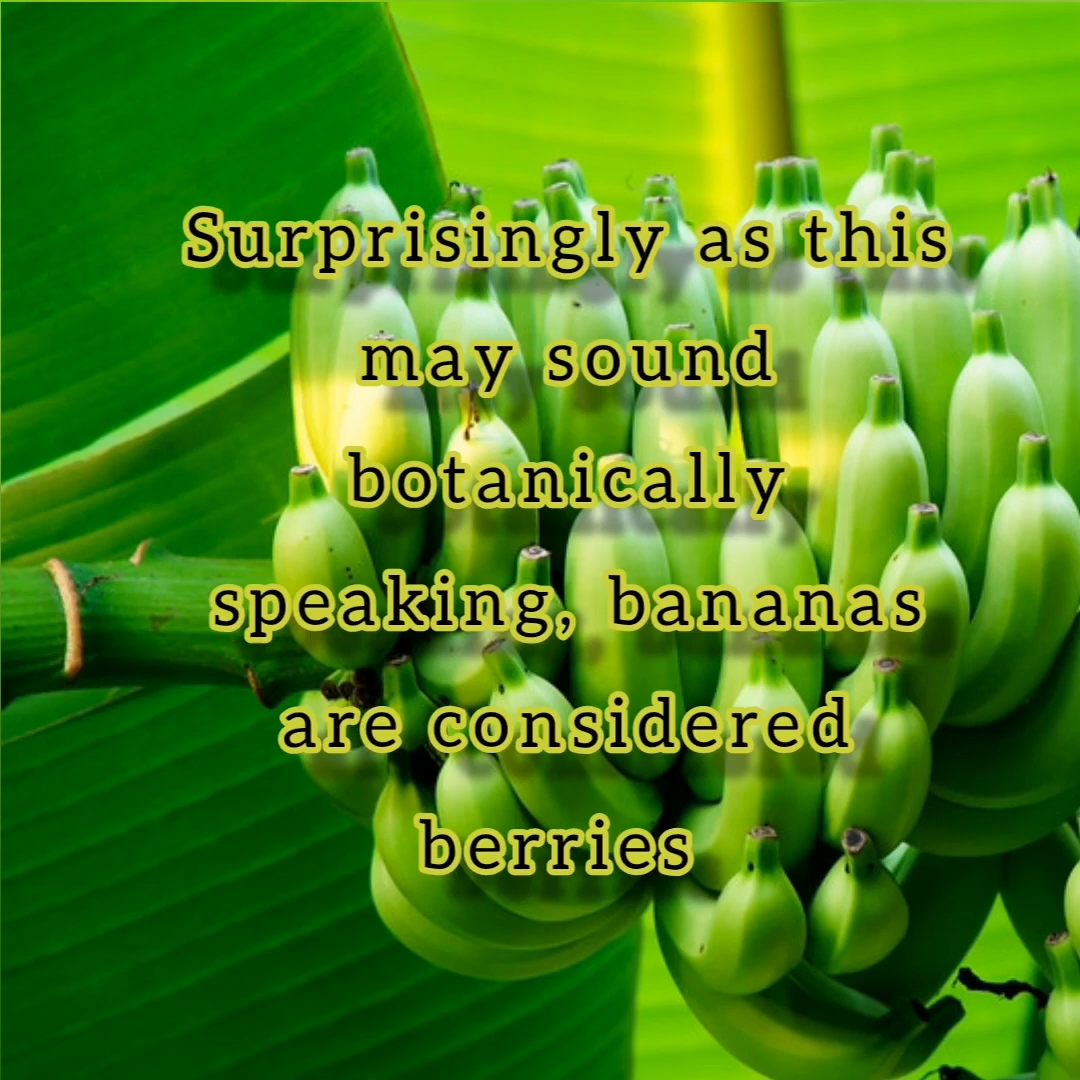 Surprisingly as this
may sound
botanically
speaking, bananas
are considered
berries